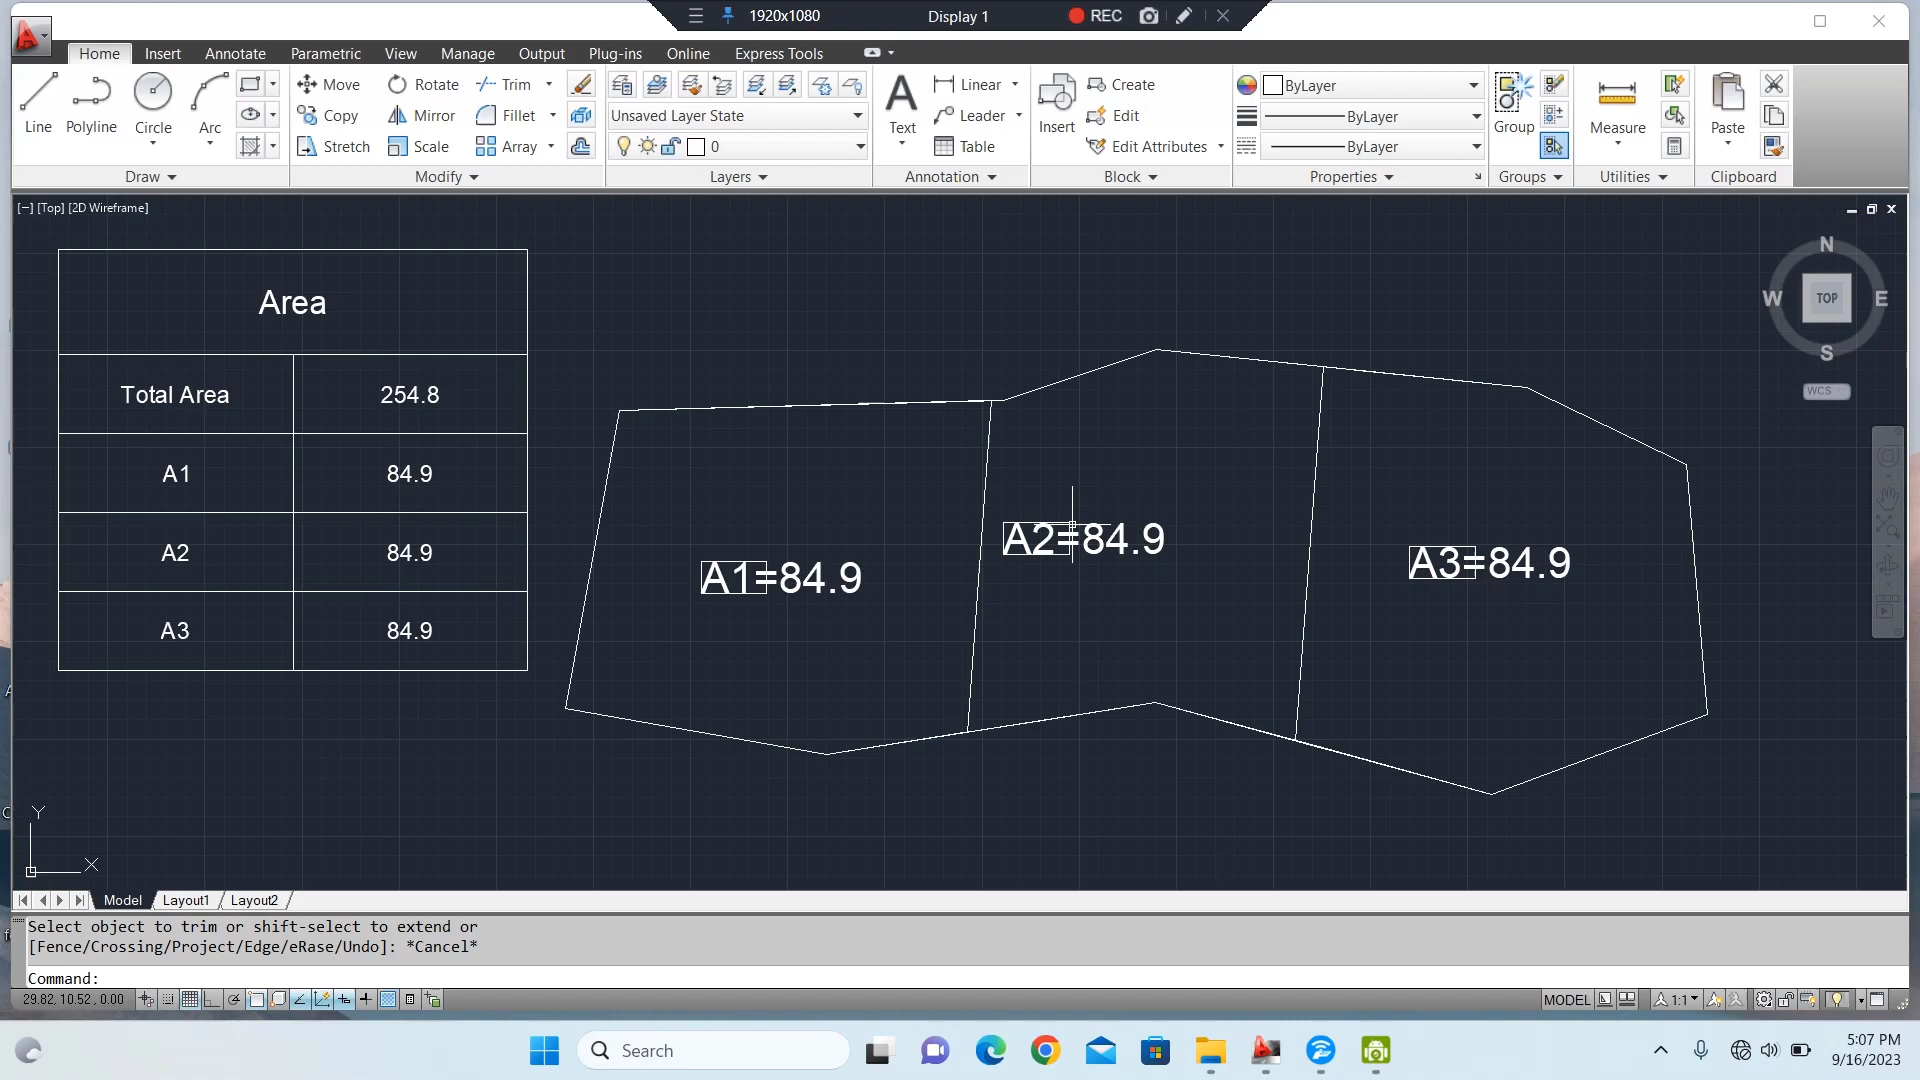 1920x1080
Display 1
REC
Home Insert Annotate Parametric View Manage Output Plug-ins Online Express Tools
Line Polyline Circle Arc
Move Rotate Trim
Copy Mirror Fillet
Stretch Scale Array
Unsaved Layer State
0
Text
Linear
Leader
Table
Insert
Create
Edit
Edit Attributes
ByLayer
ByLayer
ByLayer
Group
Measure
Paste
Draw Modify Layers Annotation Block Properties Groups Utilities Clipboard
[−] [Top] [2D Wireframe]
N
W TOP E
S
WCS
Area
Total Area 254.8
A1 84.9
A2 84.9
A3 84.9
A1=84.9
A2=84.9
A3=84.9
Y
X
Model Layout1 Layout2
Select object to trim or shift-select to extend or
[Fence/Crossing/Project/Edge/eRase/Undo]: *Cancel*
Command:
29.82, 10.52 , 0.00
MODEL
1:1
Search
5:07 PM
9/16/2023